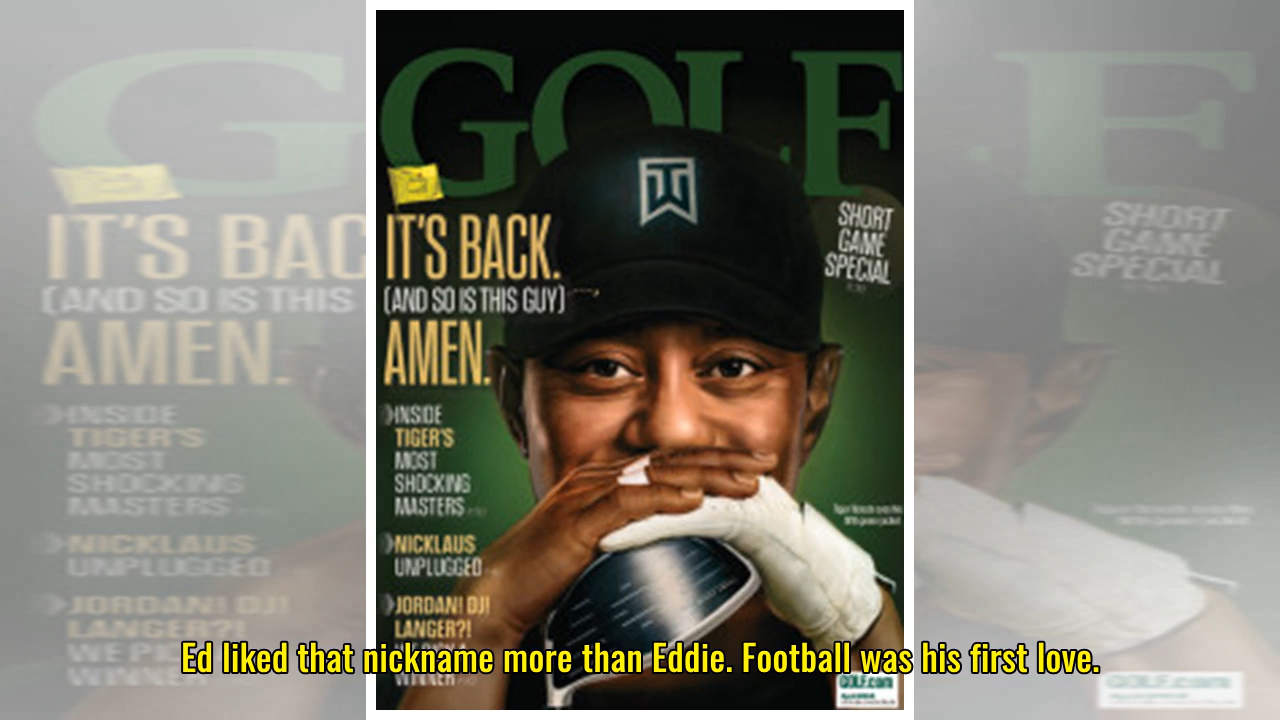 GOLF
IT'S BACK.
(AND SO IS THIS GUY)
AMEN.
SHORT
GAME
SPECIAL
INSIDE
TIGER'S
MOST
SHOCKING
MASTERS
NICKLAUS
UNPLUGGED
JORDAN! DJ!
LANGER?!
WINNER
GOLF.com
Ed liked that nickname more than Eddie. Football was his first love.